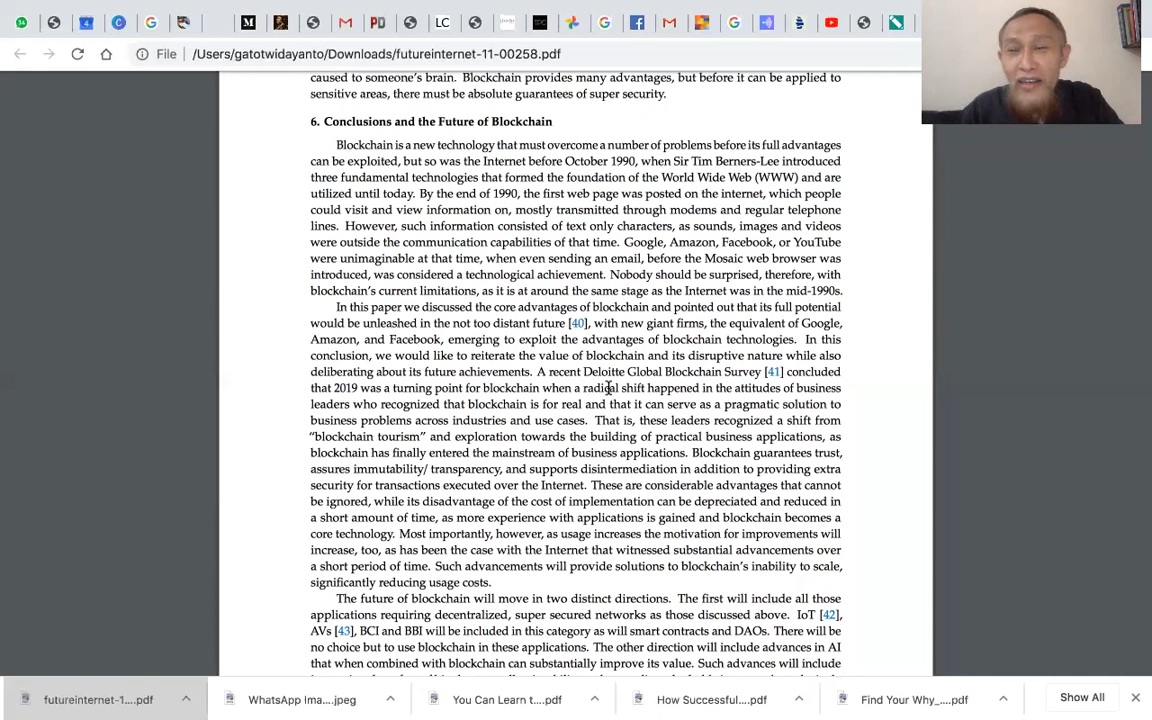 File
/Users/gatotwidayanto/Downloads/futureinternet-11-00258.pdf
caused to someone's brain. Blockchain provides many advantages, but before it can be applied to
sensitive areas, there must be absolute guarantees of super security.
6. Conclusions and the Future of Blockchain
Blockchain is a new technology that must overcome a number of problems before its full advantages
can be exploited, but so was the Internet before October 1990, when Sir Tim Berners-Lee introduced
three fundamental technologies that formed the foundation of the World Wide Web (WWW) and are
utilized until today. By the end of 1990, the first web page was posted on the internet, which people
could visit and view information on, mostly transmitted through modems and regular telephone
lines. However, such information consisted of text only characters, as sounds, images and videos
were outside the communication capabilities of that time. Google, Amazon, Facebook, or YouTube
were unimaginable at that time, when even sending an email, before the Mosaic web browser was
introduced, was considered a technological achievement. Nobody should be surprised, therefore, with
blockchain's current limitations, as it is at around the same stage as the Internet was in the mid-1990s.
In this paper we discussed the core advantages of blockchain and pointed out that its full potential
would be unleashed in the not too distant future [40], with new giant firms, the equivalent of Google,
Amazon, and Facebook, emerging to exploit the advantages of blockchain technologies. In this
conclusion, we would like to reiterate the value of blockchain and its disruptive nature while also
deliberating about its future achievements. A recent Deloitte Global Blockchain Survey [41] concluded
that 2019 was a turning point for blockchain when a radical shift happened in the attitudes of business
leaders who recognized that blockchain is for real and that it can serve as a pragmatic solution to
business problems across industries and use cases. That is, these leaders recognized a shift from
"blockchain tourism" and exploration towards the building of practical business applications, as
blockchain has finally entered the mainstream of business applications. Blockchain guarantees trust,
assures immutability/ transparency, and supports disintermediation in addition to providing extra
security for transactions executed over the Internet. These are considerable advantages that cannot
be ignored, while its disadvantage of the cost of implementation can be depreciated and reduced in
a short amount of time, as more experience with applications is gained and blockchain becomes a
core technology. Most importantly, however, as usage increases the motivation for improvements will
increase, too, as has been the case with the Internet that witnessed substantial advancements over
a short period of time. Such advancements will provide solutions to blockchain's inability to scale,
significantly reducing usage costs.
The future of blockchain will move in two distinct directions. The first will include all those
applications requiring decentralized, super secured networks as those discussed above. IoT [42],
AVs [43], BCI and BBI will be included in this category as will smart contracts and DAOs. There will be
no choice but to use blockchain in these applications. The other direction will include advances in AI
that when combined with blockchain can substantially improve its value. Such advances will include
futureinternet-1....pdf
WhatsApp Ima....jpeg
You Can Learn t....pdf
How Successful....pdf
Find Your Why_....pdf
Show All